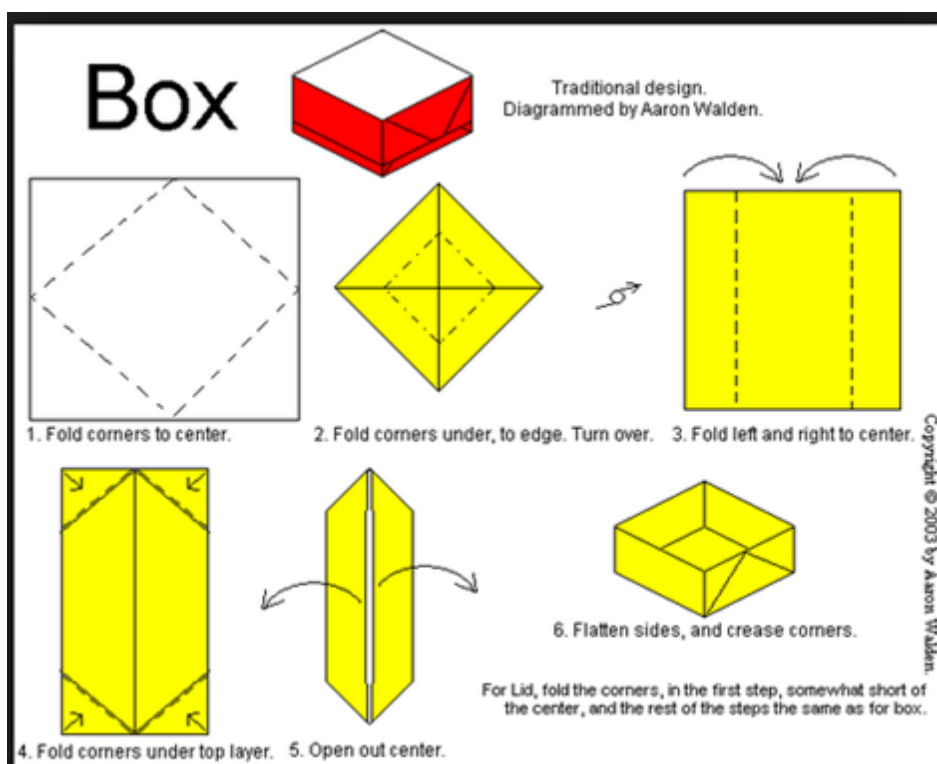 Box
Traditional design.
Diagrammed by Aaron Walden.
1. Fold corners to center.
2. Fold corners under, to edge. Turn over.
3. Fold left and right to center.
4. Fold corners under top layer.
5. Open out center.
6. Flatten sides, and crease corners.
For Lid, fold the corners, in the first step, somewhat short of
the center, and the rest of the steps the same as for box.
Copyright © 2003 by Aaron Walden.